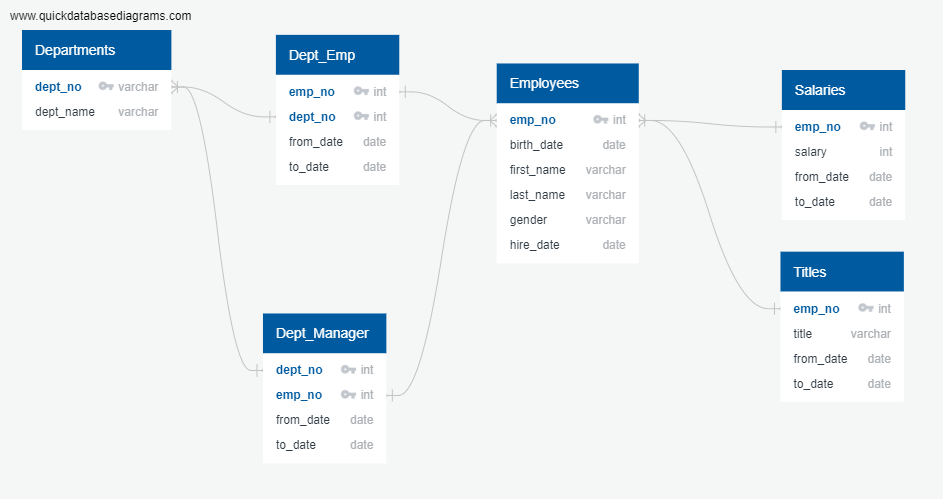 www.quickdatabasediagrams.com
Departments
dept_no varchar
dept_name varchar
Dept_Emp
emp_no int
dept_no int
from_date date
to_date date
Employees
emp_no int
birth_date date
first_name varchar
last_name varchar
gender varchar
hire_date date
Salaries
emp_no int
salary int
from_date date
to_date date
Titles
emp_no int
title varchar
from_date date
to_date date
Dept_Manager
dept_no int
emp_no int
from_date date
to_date date